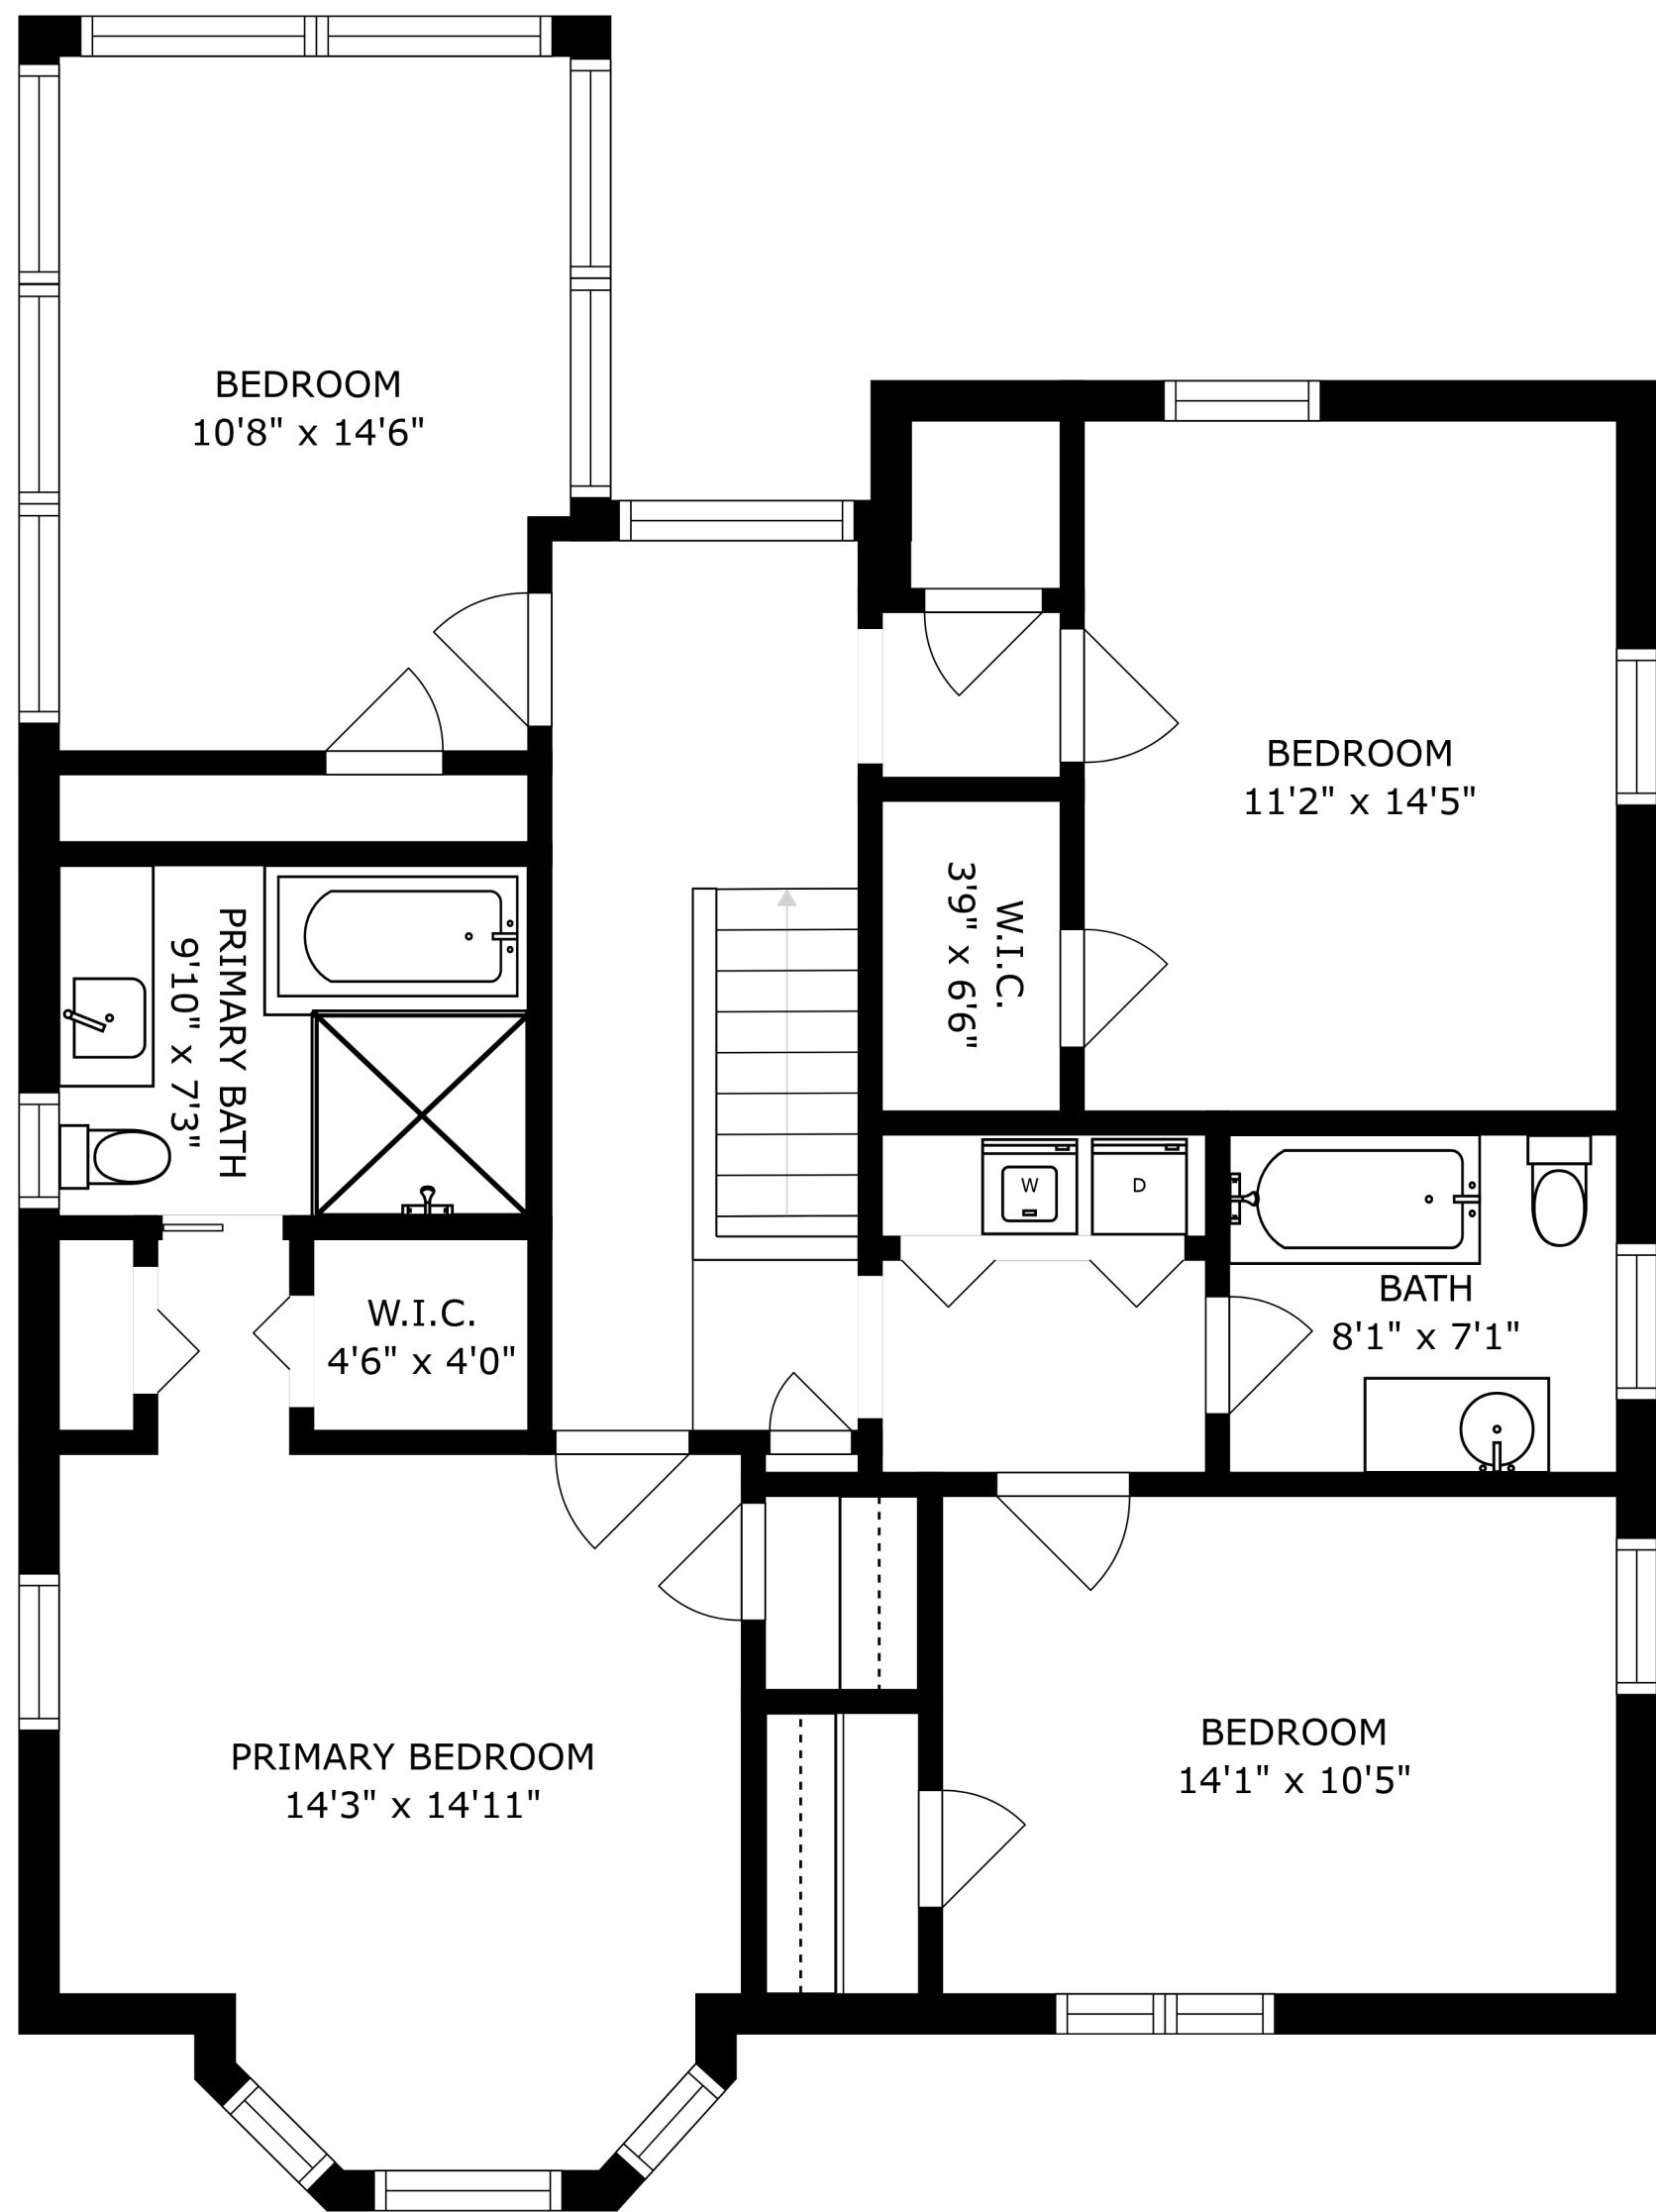 BEDROOM
10'8" x 14'6"
BEDROOM
11'2" x 14'5"
W.I.C.
3'9" x 6'6"
PRIMARY BATH
9'10" x 7'3"
W
D
BATH
8'1" x 7'1"
W.I.C.
4'6" x 4'0"
PRIMARY BEDROOM
14'3" x 14'11"
BEDROOM
14'1" x 10'5"